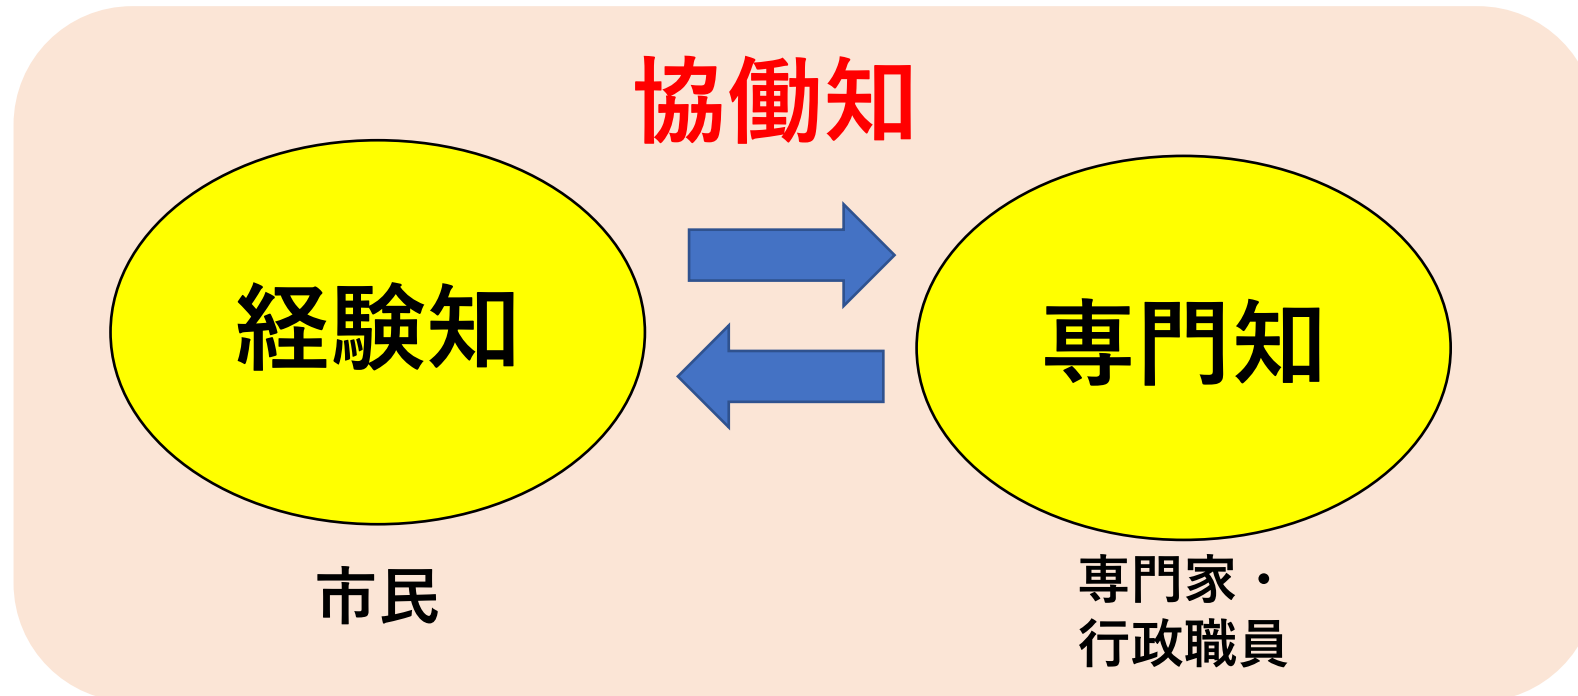 協働知
経験知
専門知
市民
専門家・
行政職員